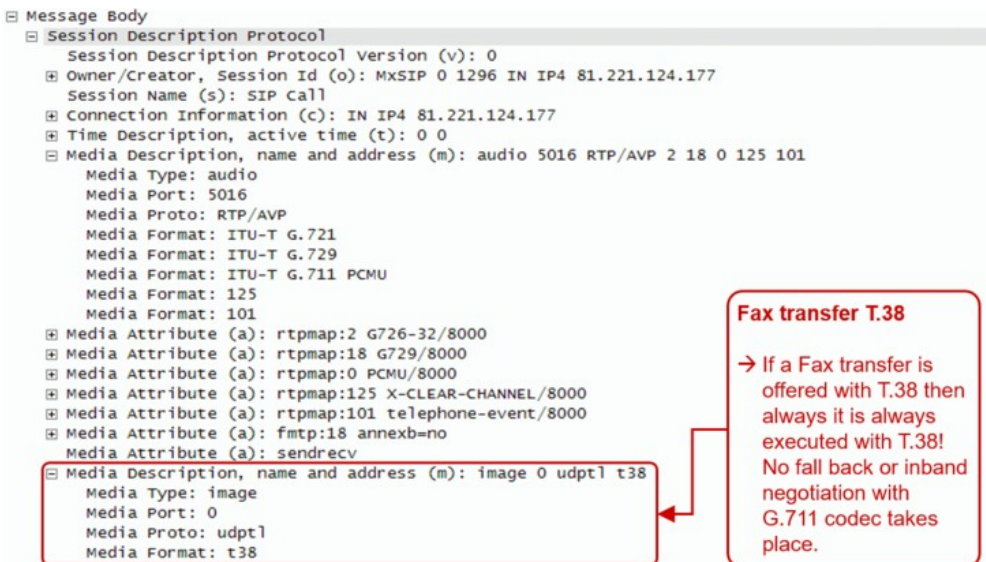 Message Body
Session Description Protocol
Session Description Protocol Version (v): 0
Owner/Creator, Session Id (o): MxSIP 0 1296 IN IP4 81.221.124.177
Session Name (s): SIP Call
Connection Information (c): IN IP4 81.221.124.177
Time Description, active time (t): 0 0
Media Description, name and address (m): audio 5016 RTP/AVP 2 18 0 125 101
Media Type: audio
Media Port: 5016
Media Proto: RTP/AVP
Media Format: ITU-T G.721
Media Format: ITU-T G.729
Media Format: ITU-T G.711 PCMU
Media Format: 125
Media Format: 101
Media Attribute (a): rtpmap:2 G726-32/8000
Media Attribute (a): rtpmap:18 G729/8000
Media Attribute (a): rtpmap:0 PCMU/8000
Media Attribute (a): rtpmap:125 X-CLEAR-CHANNEL/8000
Media Attribute (a): rtpmap:101 telephone-event/8000
Media Attribute (a): fmtp:18 annexb=no
Media Attribute (a): sendrecv
Media Description, name and address (m): image 0 udptl t38
Media Type: image
Media Port: 0
Media Proto: udptl
Media Format: t38
Fax transfer T.38
→ If a Fax transfer is
offered with T.38 then
always it is always
executed with T.38!
No fall back or inband
negotiation with
G.711 codec takes
place.